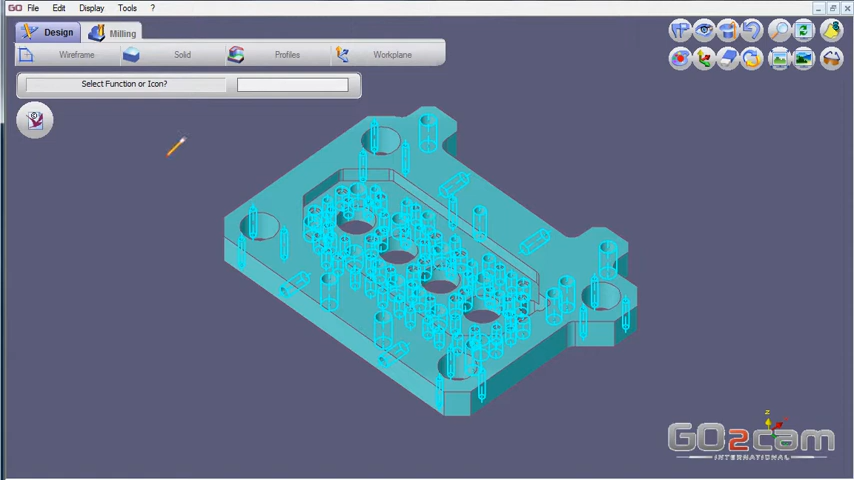 GO File Edit Display Tools ?
Design Milling
Wireframe Solid Profiles Workplane
Select Function or Icon?
z
GO2cam
INTERNATIONAL